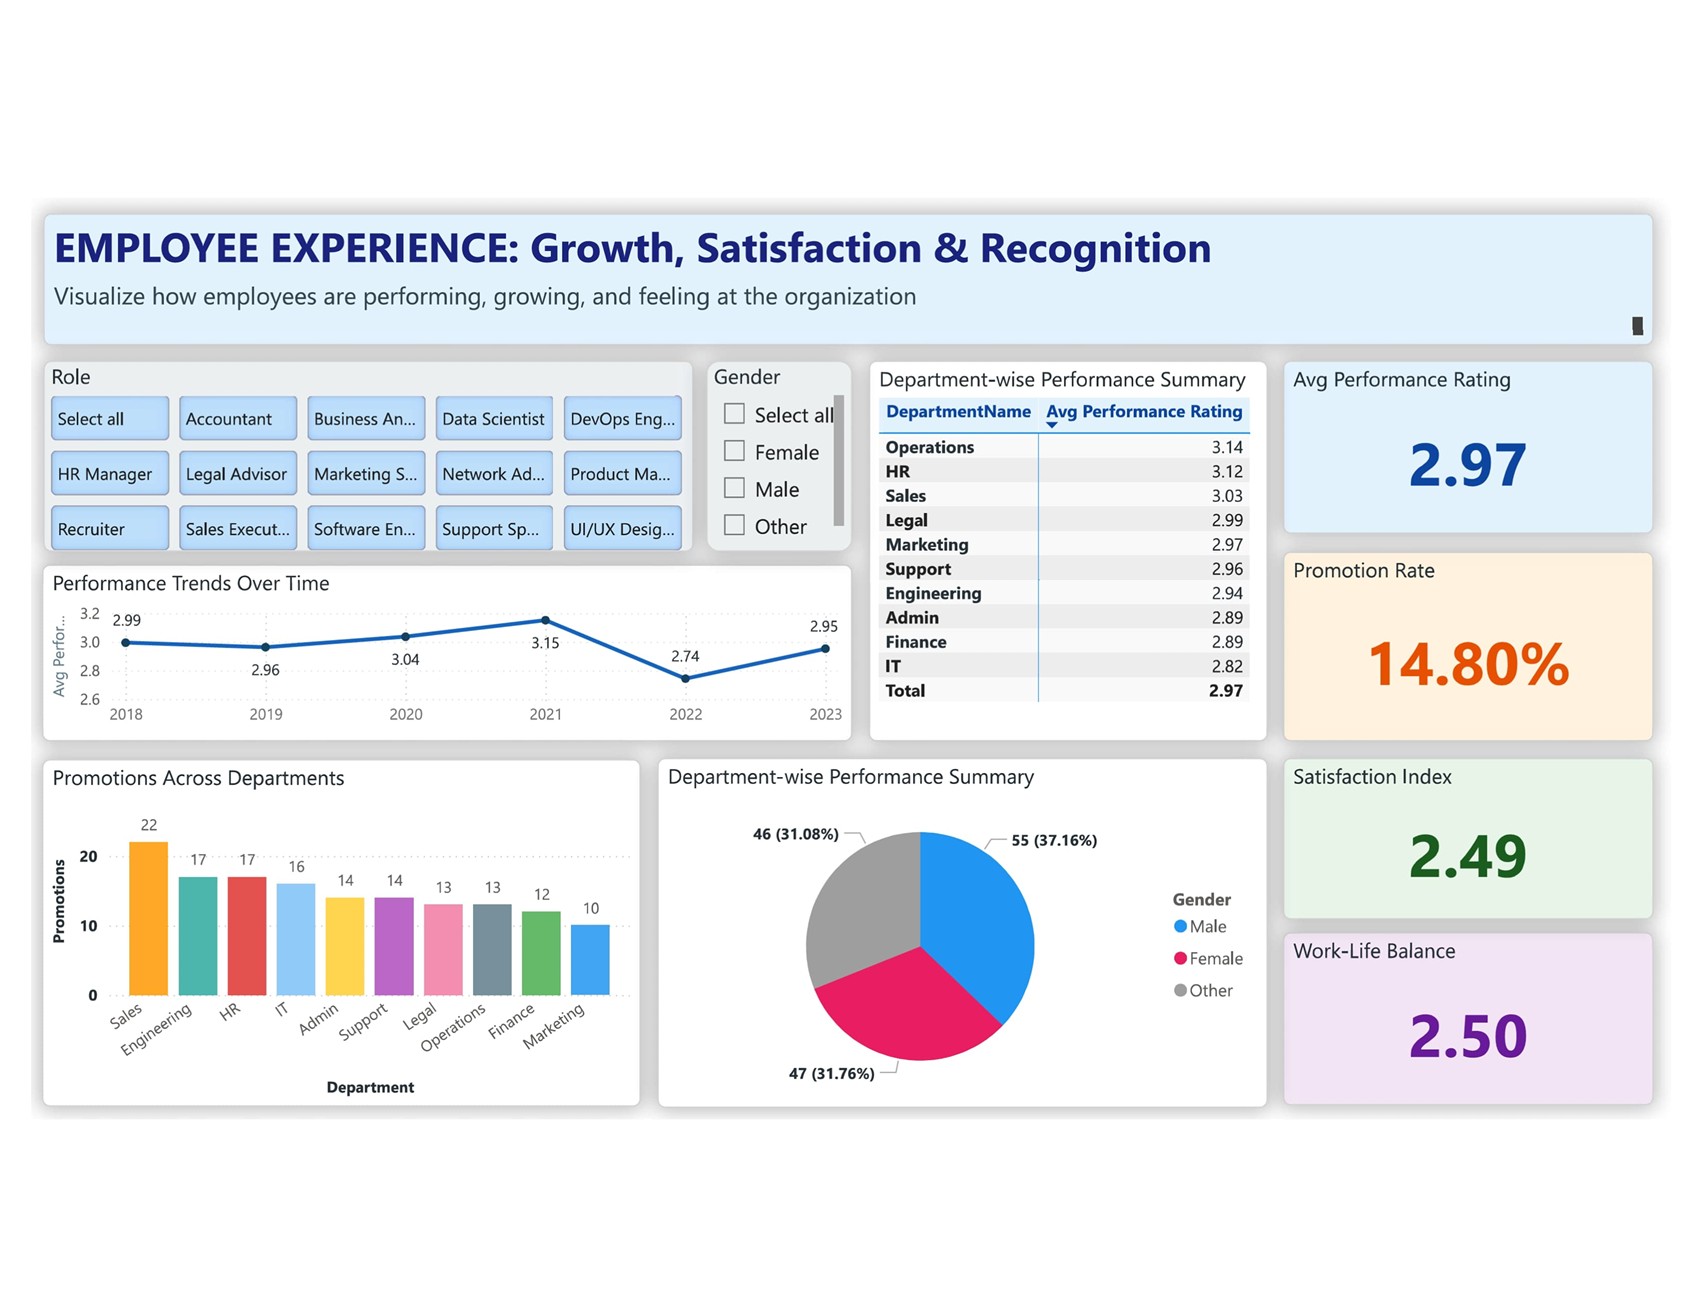 EMPLOYEE EXPERIENCE: Growth, Satisfaction & Recognition
Visualize how employees are performing, growing, and feeling at the organization
Role
Select all
Accountant
Business An...
Data Scientist
DevOps Eng...
HR Manager
Legal Advisor
Marketing S...
Network Ad...
Product Ma...
Recruiter
Sales Execut...
Software En...
Support Sp...
UI/UX Desig...
Gender
Select all
Female
Male
Other
Performance Trends Over Time
Avg Perfor...
3.2
3.0
2.8
2.6
2.99
2.96
3.04
3.15
2.74
2.95
2018
2019
2020
2021
2022
2023
Department-wise Performance Summary
DepartmentName Avg Performance Rating
Operations 3.14
HR 3.12
Sales 3.03
Legal 2.99
Marketing 2.97
Support 2.96
Engineering 2.94
Admin 2.89
Finance 2.89
IT 2.82
Total 2.97
Avg Performance Rating
2.97
Promotion Rate
14.80%
Promotions Across Departments
Promotions
20
10
0
22
17
17
16
14
14
13
13
12
10
Sales
Engineering
HR
IT
Admin
Support
Legal
Operations
Finance
Marketing
Department
Department-wise Performance Summary
46 (31.08%)
55 (37.16%)
47 (31.76%)
Gender
Male
Female
Other
Satisfaction Index
2.49
Work-Life Balance
2.50